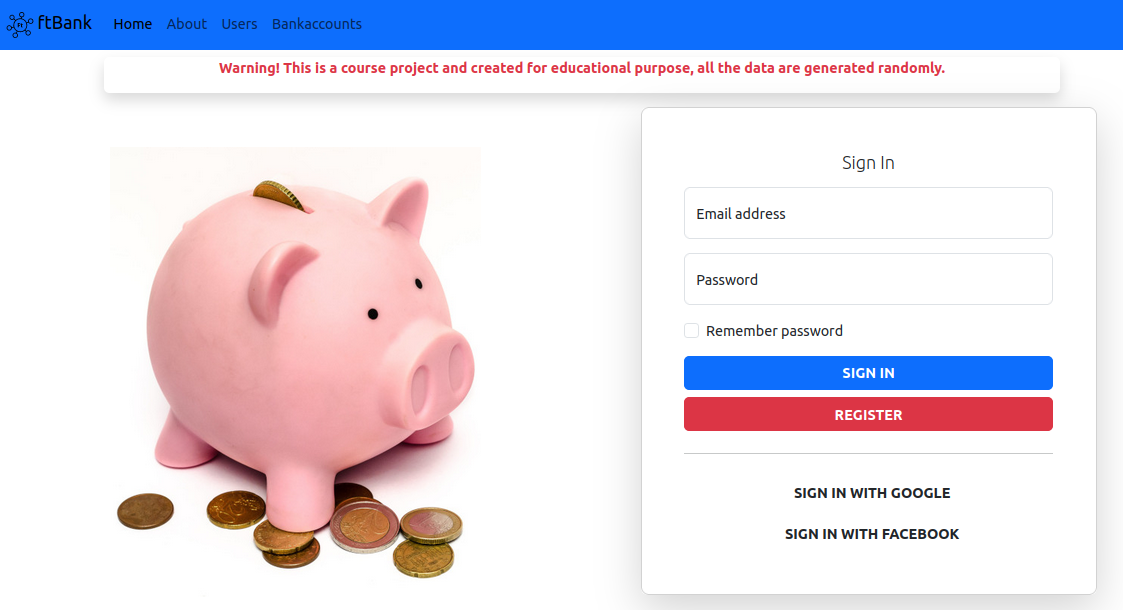 ftBank Home About Users Bankaccounts
Warning! This is a course project and created for educational purpose, all the data are generated randomly.
Sign In
Email address
Password
Remember password
SIGN IN
REGISTER
SIGN IN WITH GOOGLE
SIGN IN WITH FACEBOOK